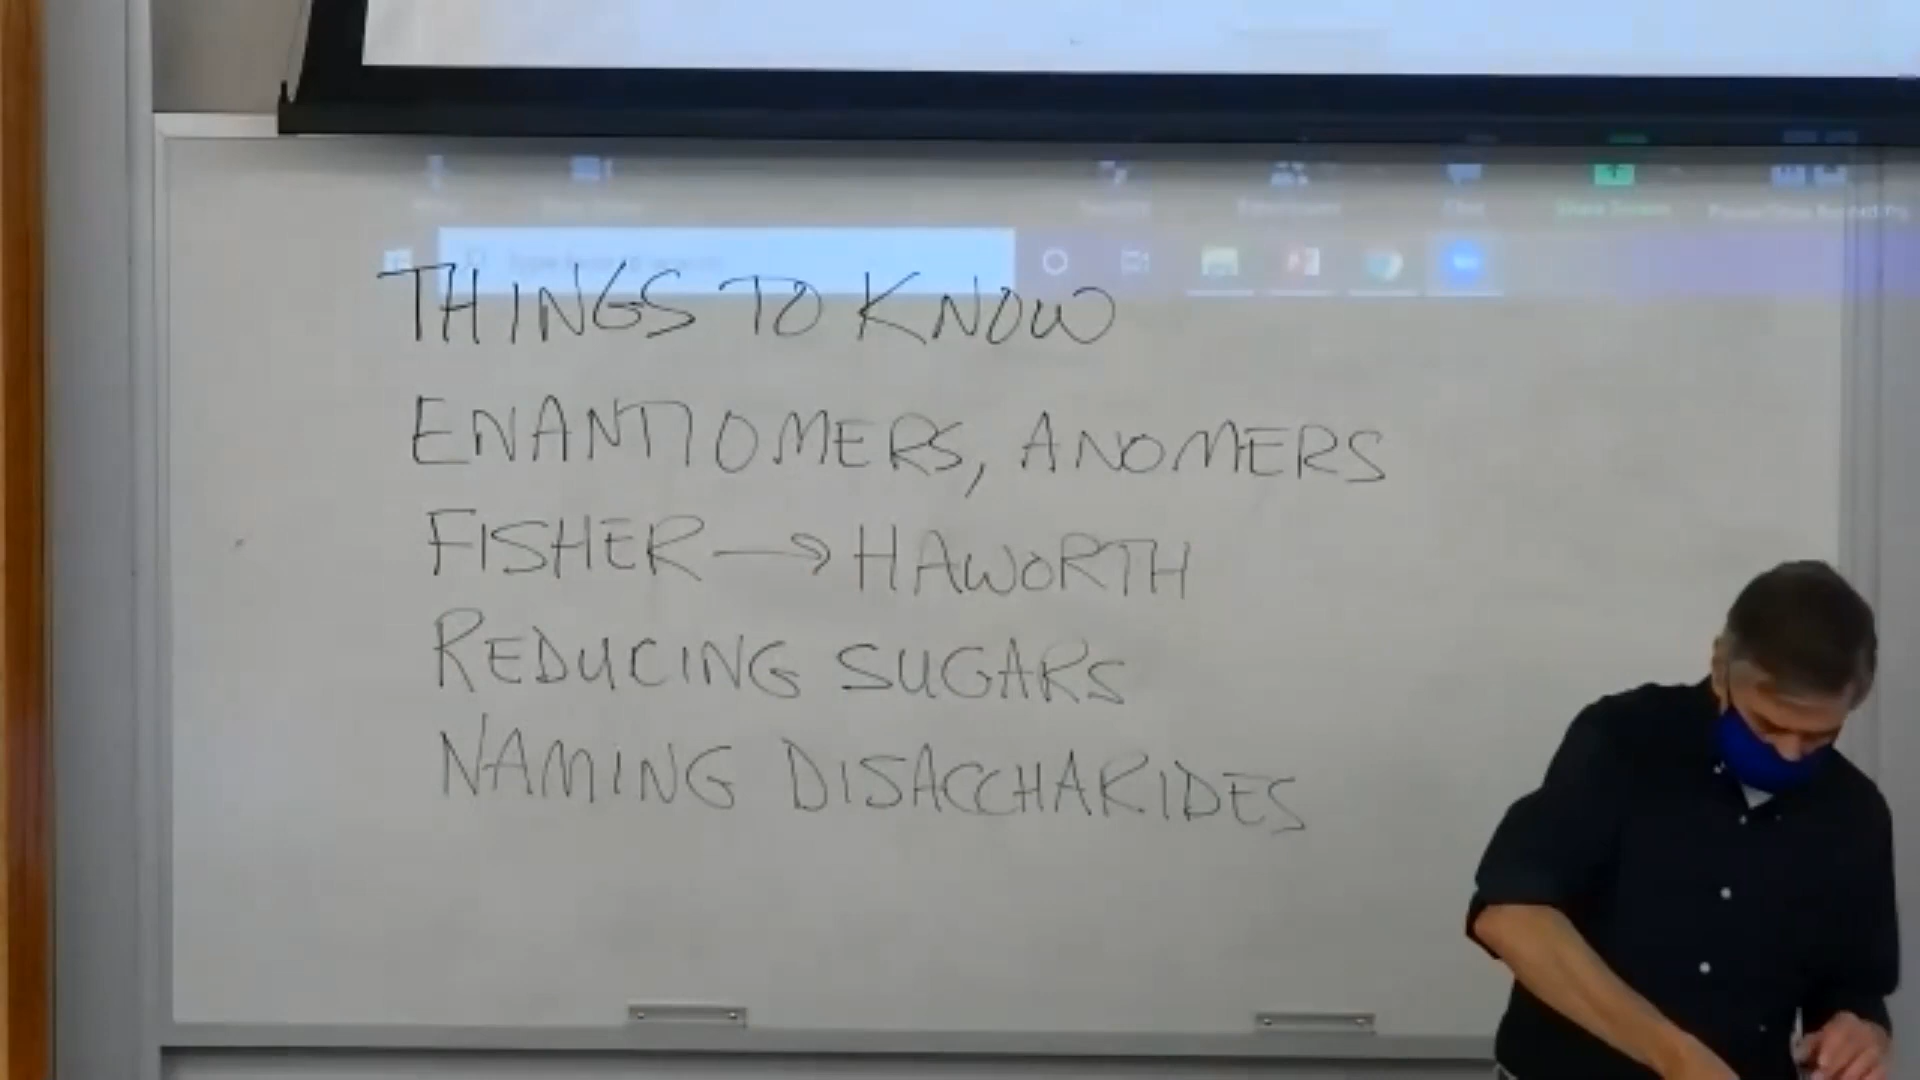 THINGS TO KNOW
ENANTIOMERS, ANOMERS
FISHER → HAWORTH
REDUCING SUGARS
NAMING DISACCHARIDES